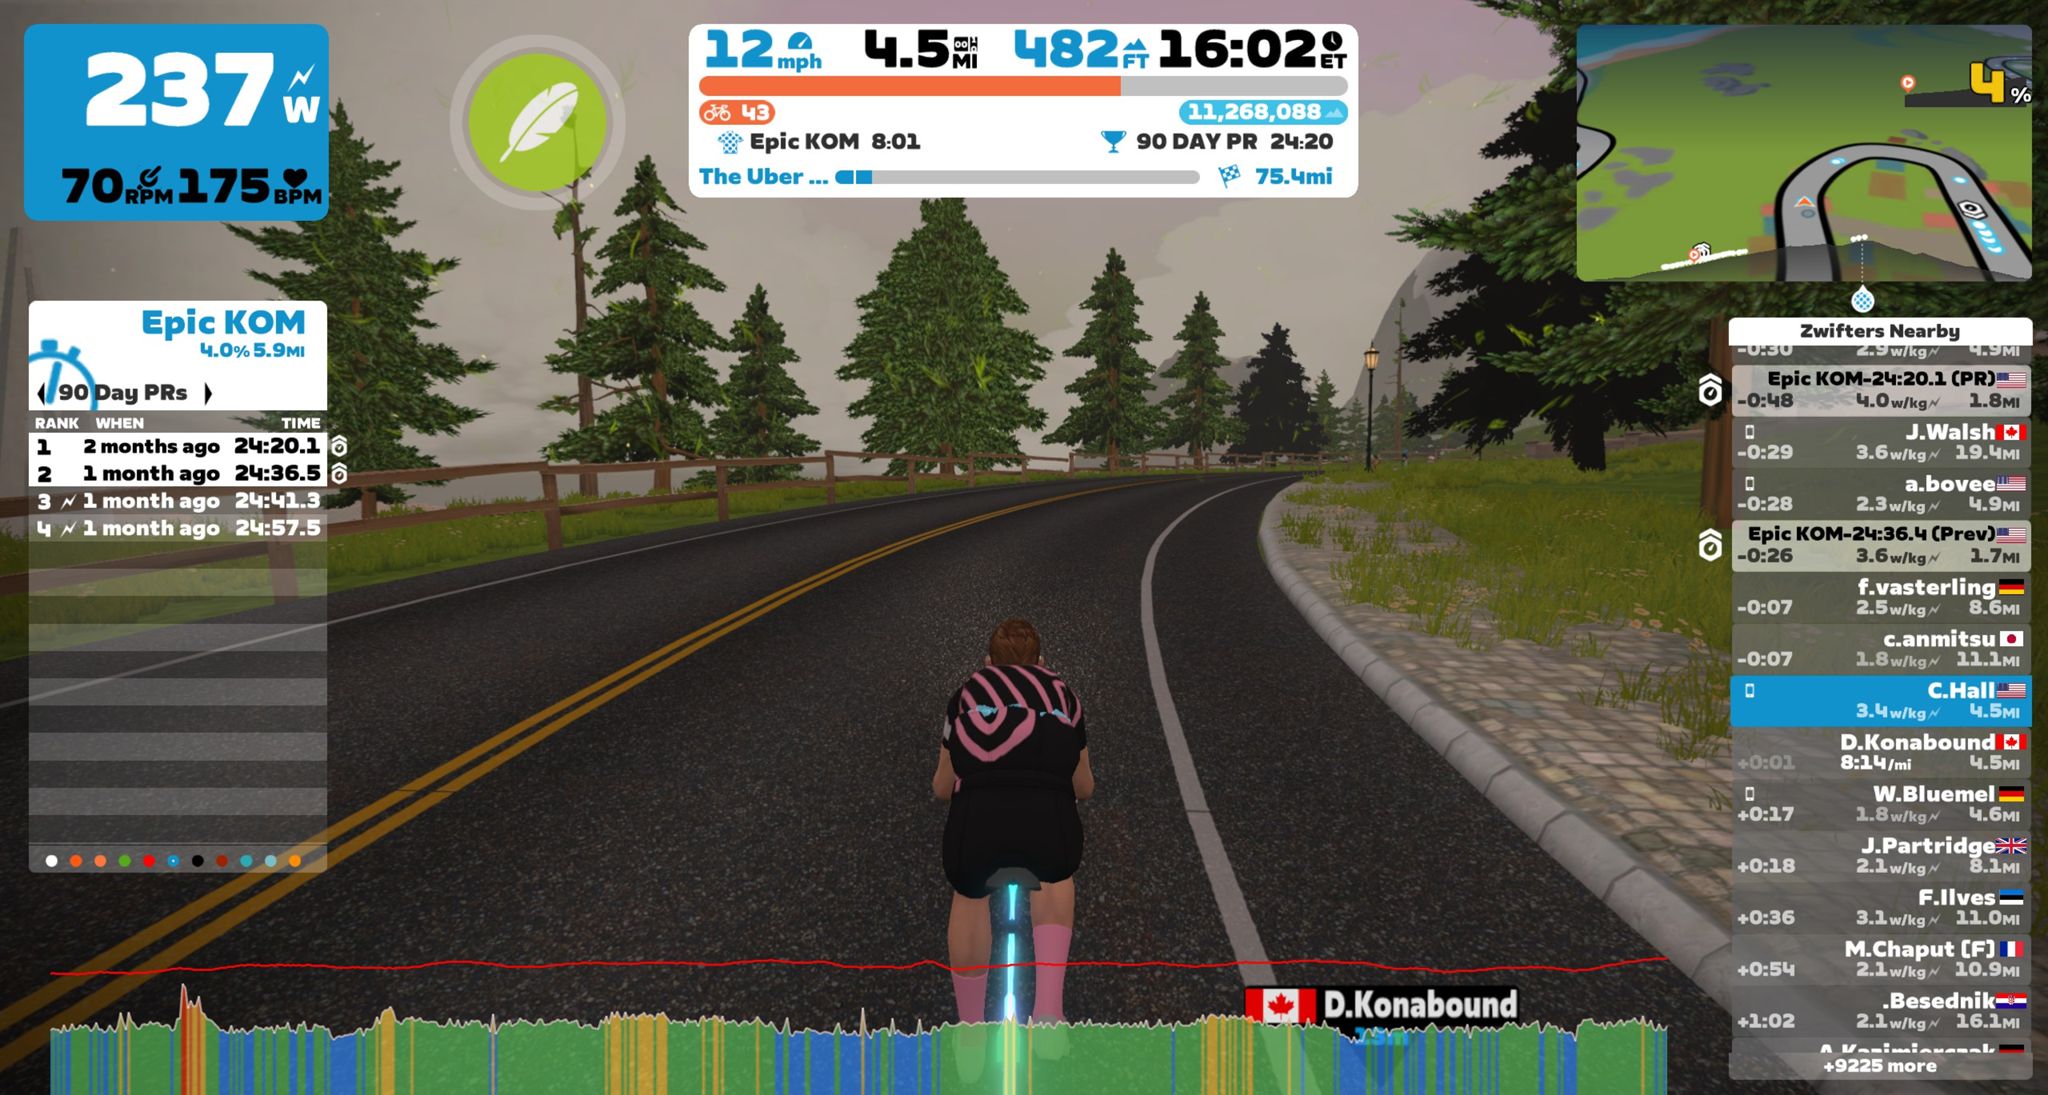 237 W
70 RPM 175 BPM
12 mph 4.5 MI 482 FT 16:02 ET
43 11,268,088
Epic KOM 8:01 90 DAY PR 24:20
The Uber ... 75.4mi
4 %
Epic KOM
4.0% 5.9MI
90 Day PRs
RANK WHEN TIME
1 2 months ago 24:20.1
2 1 month ago 24:36.5
3 1 month ago 24:41.3
4 1 month ago 24:57.5
Zwifters Nearby
-0:30 2.9w/kg 4.9MI
Epic KOM-24:20.1 (PR)
-0:48 4.0w/kg 1.8MI
J.Walsh
-0:29 3.6w/kg 19.4MI
a.bovee
-0:28 2.3w/kg 4.9MI
Epic KOM-24:36.4 (Prev)
-0:26 3.6w/kg 1.7MI
f.vasterling
-0:07 2.5w/kg 8.6MI
c.anmitsu
-0:07 1.8w/kg 11.1MI
C.Hall
3.4w/kg 4.5MI
D.Konabound
+0:01 8:14/mi 4.5MI
W.Bluemel
+0:17 1.8w/kg 4.6MI
J.Partridge
+0:18 2.1w/kg 8.1MI
F.Ilves
+0:36 3.1w/kg 11.0MI
M.Chaput (F)
+0:54 2.1w/kg 10.9MI
.Besednik
+1:02 2.1w/kg 16.1MI
A.Kazimierczak
+9225 more
D.Konabound